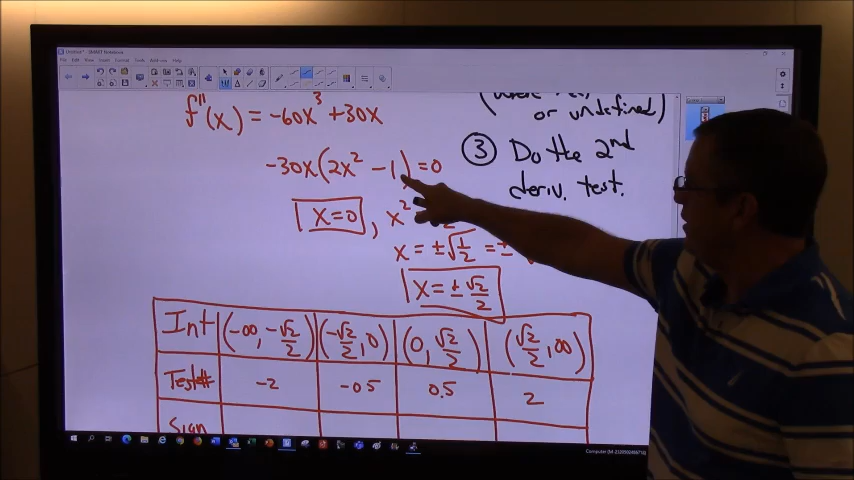 f''(x) = -60x³ + 30x
-30x(2x² - 1) = 0
x = 0 , x²
x = ±√(1/2) = ±
x = ± √2/2
or undefined)
③ Do the 2nd
deriv. test.
Int (-∞, -√2/2) (-√2/2, 0) (0, √2/2) (√2/2, ∞)
Test# -2 -0.5 0.5 2
Sign